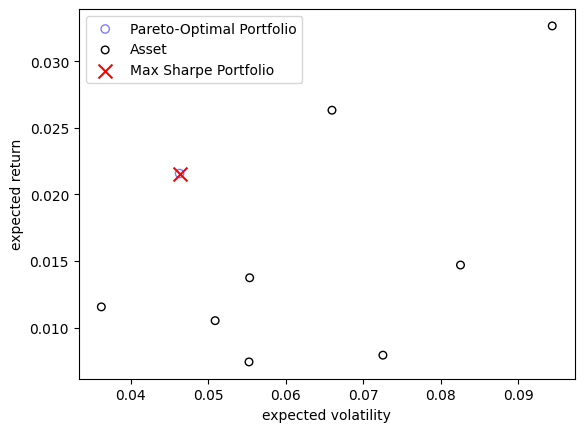 Pareto-Optimal Portfolio
Asset
Max Sharpe Portfolio
0.030
0.025
0.020
0.015
0.010
expected return
0.04 0.05 0.06 0.07 0.08 0.09
expected volatility